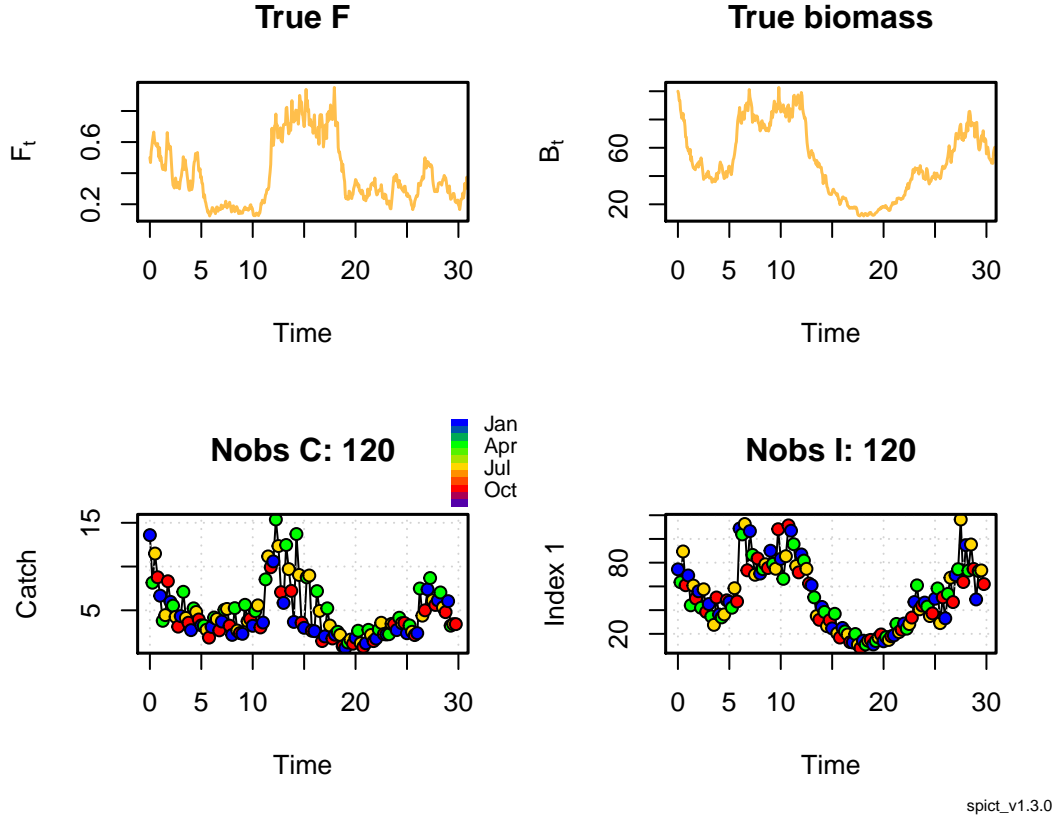 True F
True biomass
Ft
0.2 0.6
0 5 10 20 30
Time
Bt
20 60
0 5 10 20 30
Time
Nobs C: 120
Jan
Apr
Jul
Oct
Catch
5 15
0 5 10 20 30
Time
Nobs I: 120
Index 1
20 80
0 5 10 20 30
Time
spict_v1.3.0